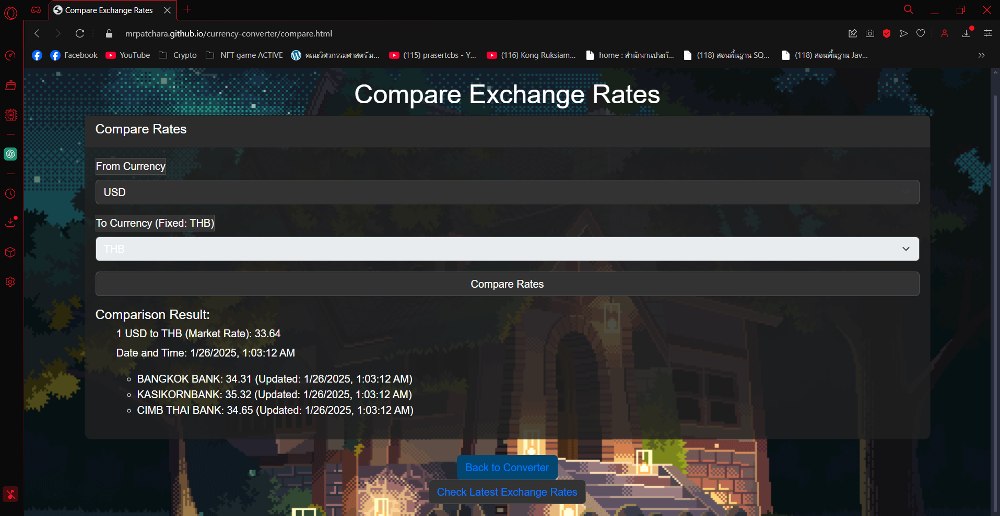 Compare Exchange Rates
mrpatchara.github.io/currency-converter/compare.html
Facebook
YouTube
Crypto
NFT game ACTIVE
คณะวิศวกรรมศาสตร์ ม...
(115) prasertcbs - Y...
(116) Kong Ruksiam...
home : สำนักงานประกั...
(118) สอนพื้นฐาน SQ...
(118) สอนพื้นฐาน Jav...
Compare Exchange Rates
Compare Rates
From Currency
USD
To Currency (Fixed: THB)
THB
Compare Rates
Comparison Result:
1 USD to THB (Market Rate): 33.64
Date and Time: 1/26/2025, 1:03:12 AM
BANGKOK BANK: 34.31 (Updated: 1/26/2025, 1:03:12 AM)
KASIKORNBANK: 35.32 (Updated: 1/26/2025, 1:03:12 AM)
CIMB THAI BANK: 34.65 (Updated: 1/26/2025, 1:03:12 AM)
Back to Converter
Check Latest Exchange Rates